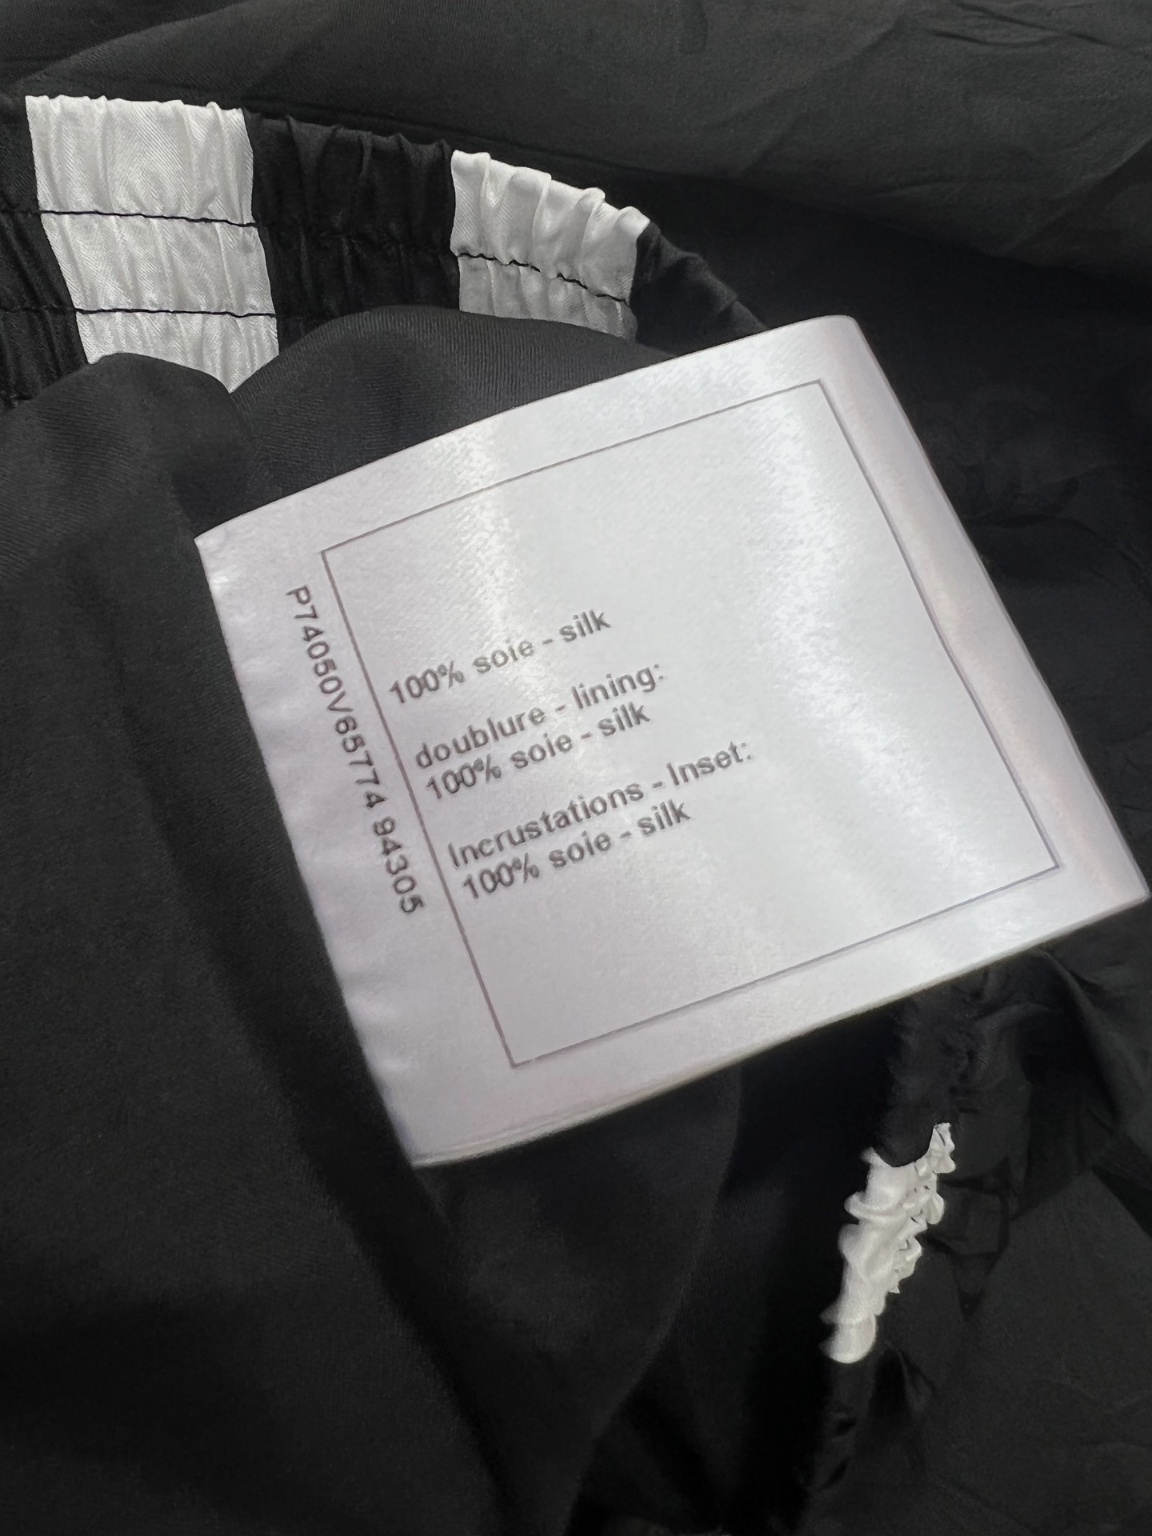 P74050V65774 94305
100% soie - silk
doublure - lining:
100% soie - silk
Incrustations - Inset:
100% soie - silk